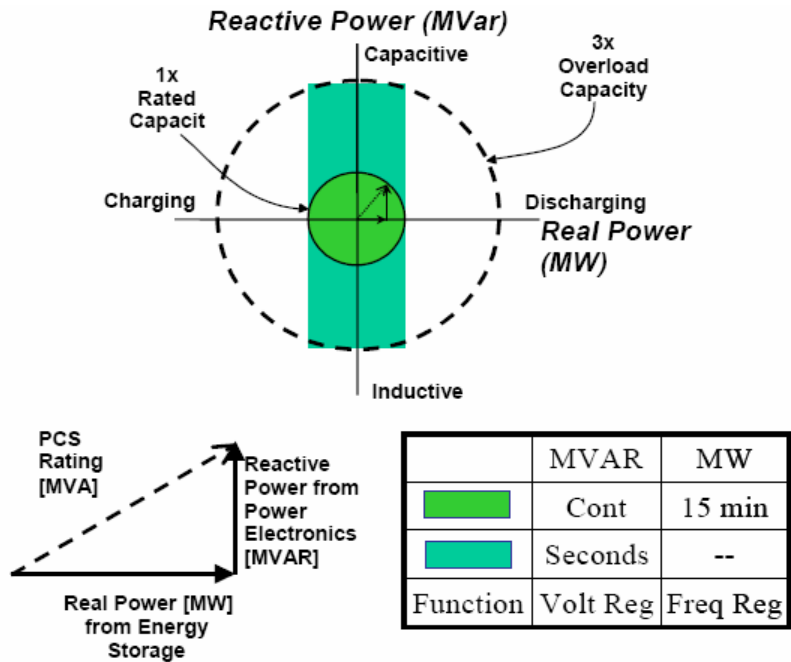 Reactive Power (MVar)
Capacitive
1x
Rated
Capacit
3x
Overload
Capacity
Charging
Discharging
Real Power
(MW)
Inductive
PCS
Rating
[MVA]
Reactive
Power from
Power
Electronics
[MVAR]
Real Power [MW]
from Energy
Storage
MVAR MW
Cont 15 min
Seconds --
Function Volt Reg Freq Reg